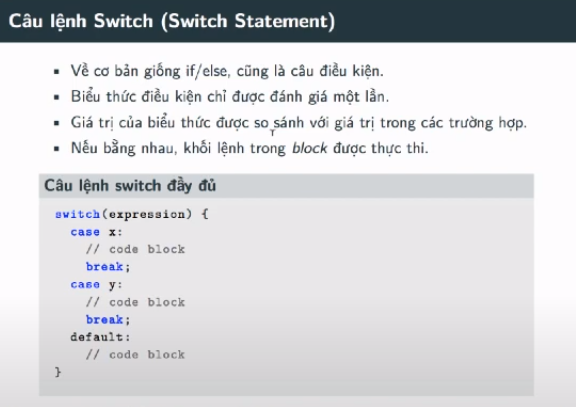 Câu lệnh Switch (Switch Statement)
▪ Về cơ bản giống if/else, cũng là câu điều kiện.
▪ Biểu thức điều kiện chỉ được đánh giá một lần.
▪ Giá trị của biểu thức được so sánh với giá trị trong các trường hợp.
▪ Nếu bằng nhau, khối lệnh trong block được thực thi.
Câu lệnh switch đầy đủ
switch(expression) {
  case x:
    // code block
    break;
  case y:
    // code block
    break;
  default:
    // code block
}